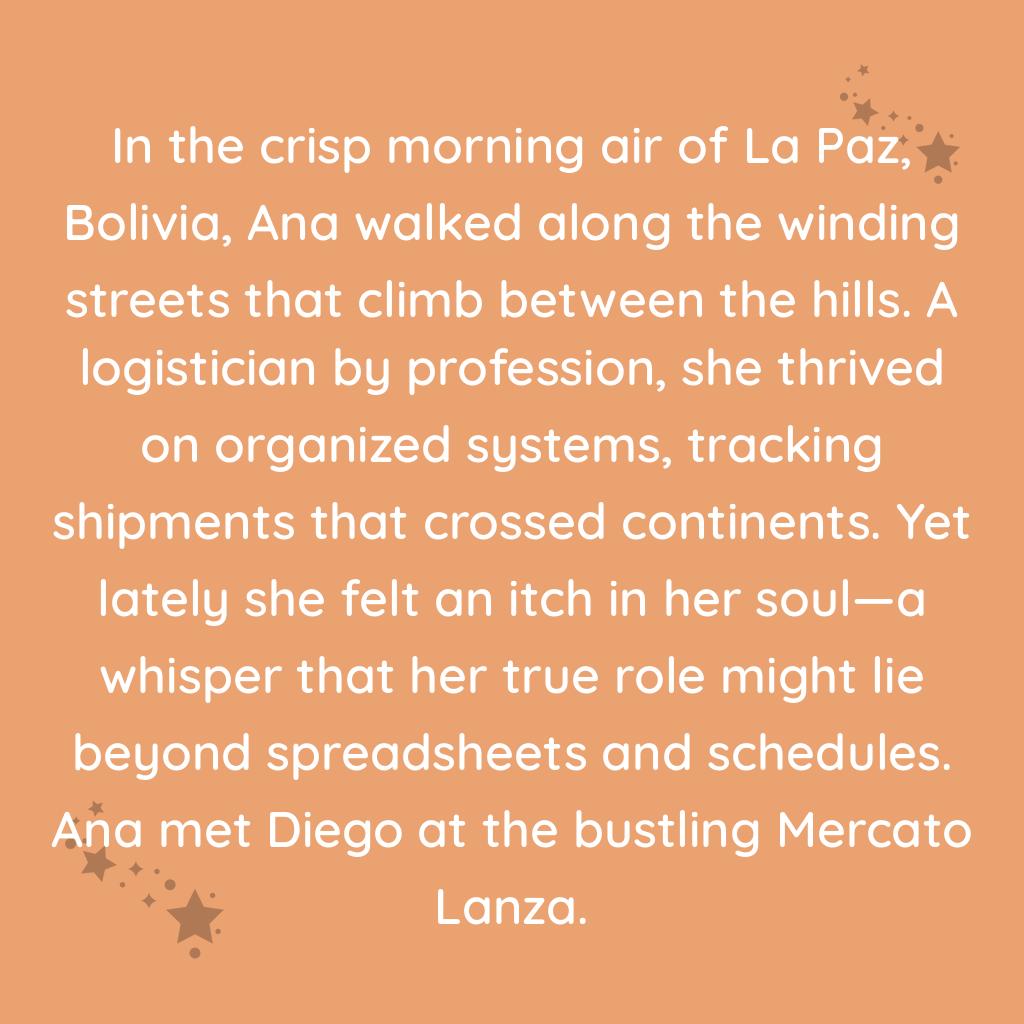 In the crisp morning air of La Paz,
Bolivia, Ana walked along the winding
streets that climb between the hills. A
logistician by profession, she thrived
on organized systems, tracking
shipments that crossed continents. Yet
lately she felt an itch in her soul—a
whisper that her true role might lie
beyond spreadsheets and schedules.
Ana met Diego at the bustling Mercato
Lanza.